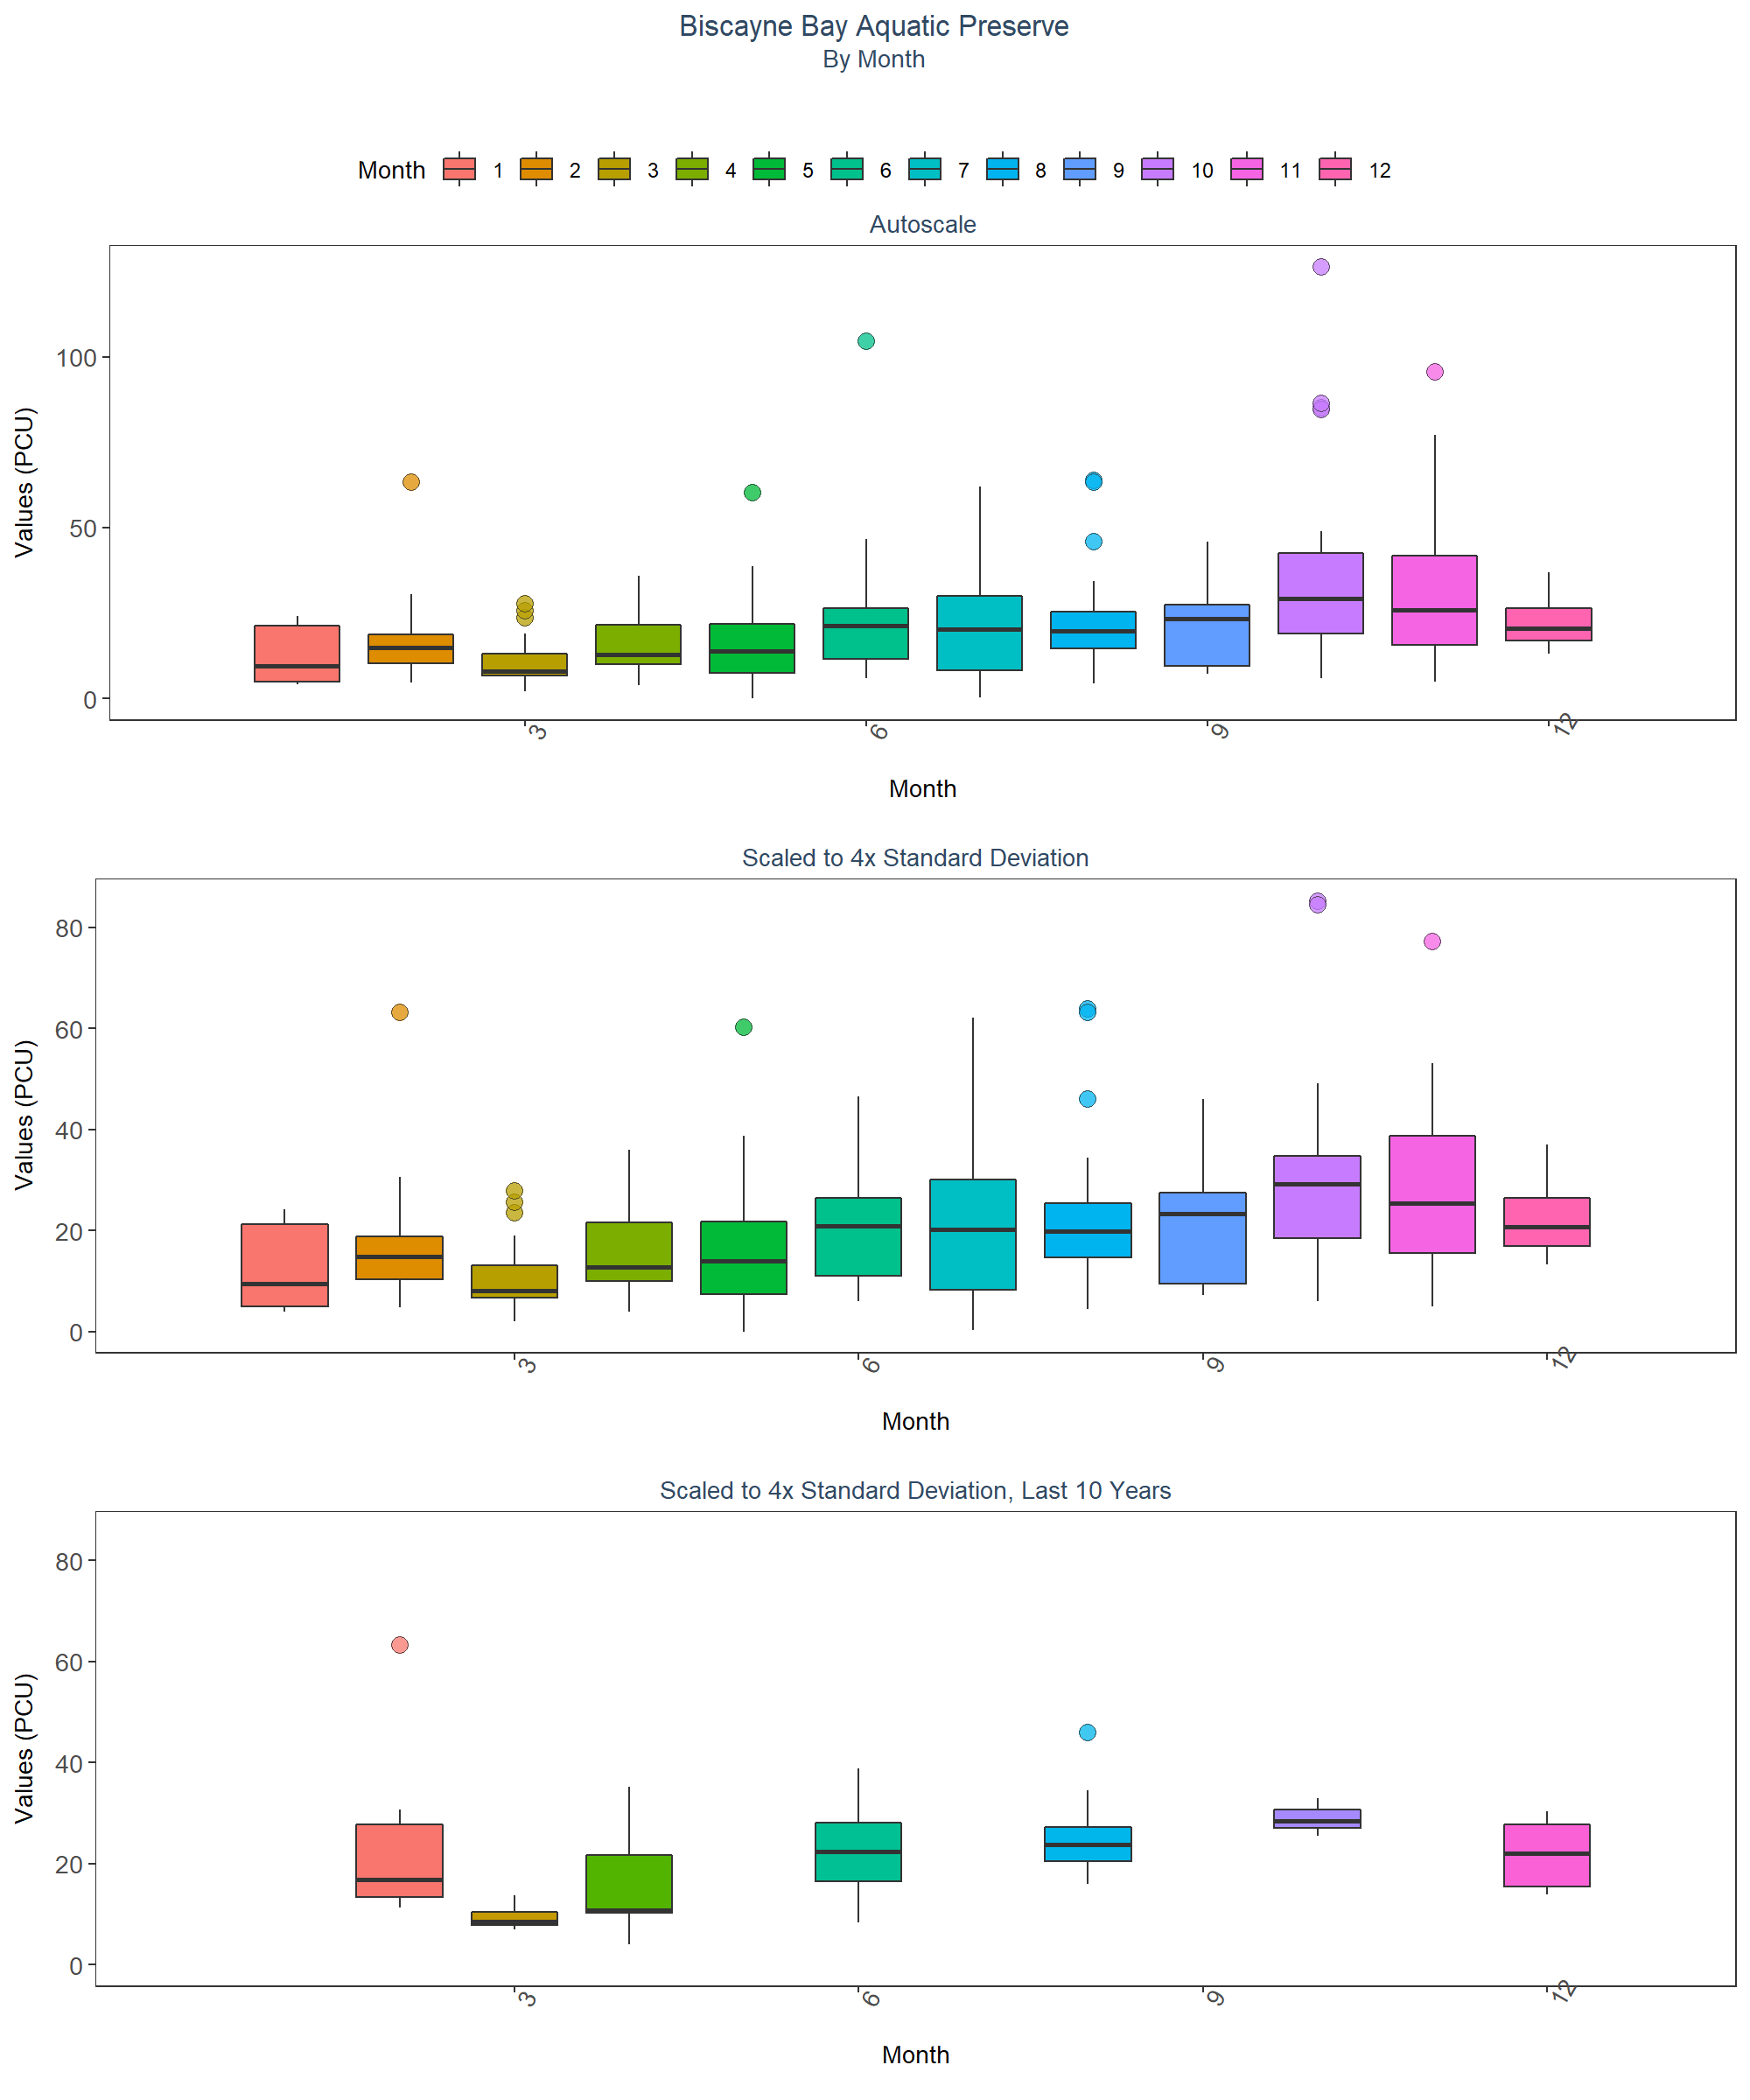 Biscayne Bay Aquatic Preserve
By Month
Month 1 2 3 4 5 6 7 8 9 10 11 12
Autoscale
Values (PCU)
100
50
0
3 6 9 12
Month
Scaled to 4x Standard Deviation
Values (PCU)
80
60
40
20
0
3 6 9 12
Month
Scaled to 4x Standard Deviation, Last 10 Years
Values (PCU)
80
60
40
20
0
3 6 9 12
Month